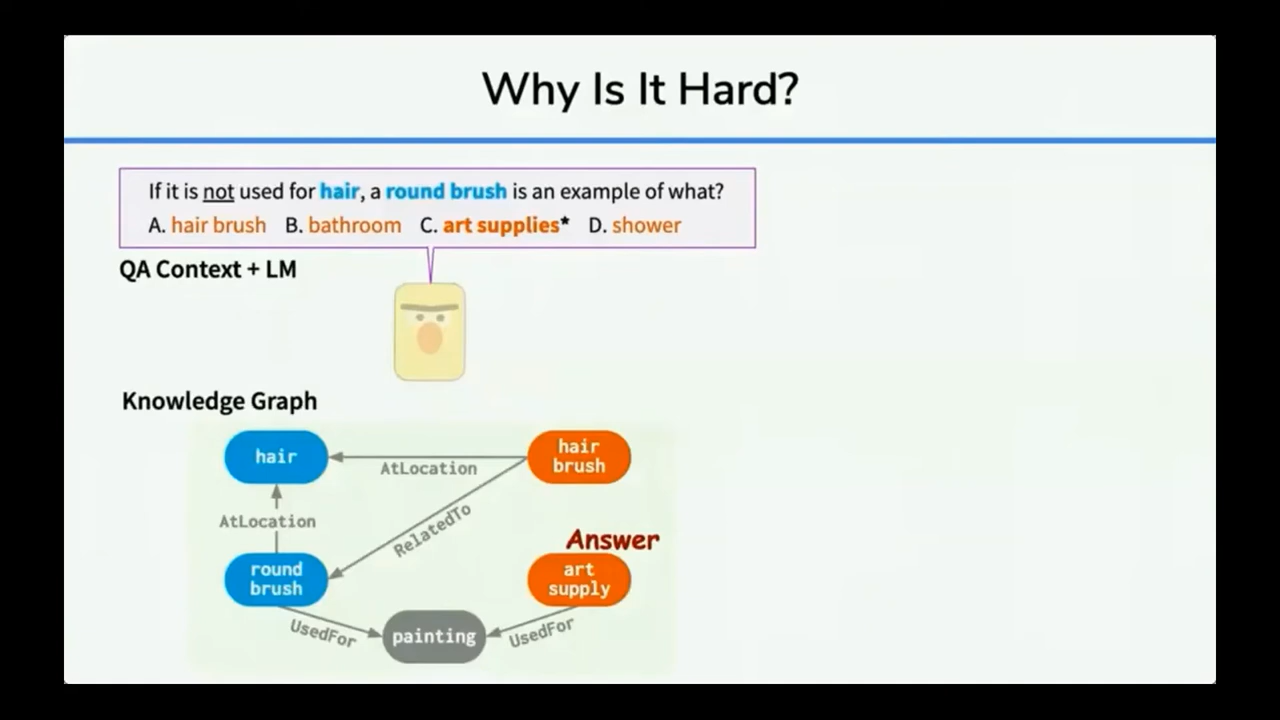 Why Is It Hard?
If it is not used for hair, a round brush is an example of what?
A. hair brush B. bathroom C. art supplies* D. shower
QA Context + LM
Knowledge Graph
hair
AtLocation
hair
brush
AtLocation
RelatedTo
Answer
round
brush
art
supply
UsedFor
painting
UsedFor